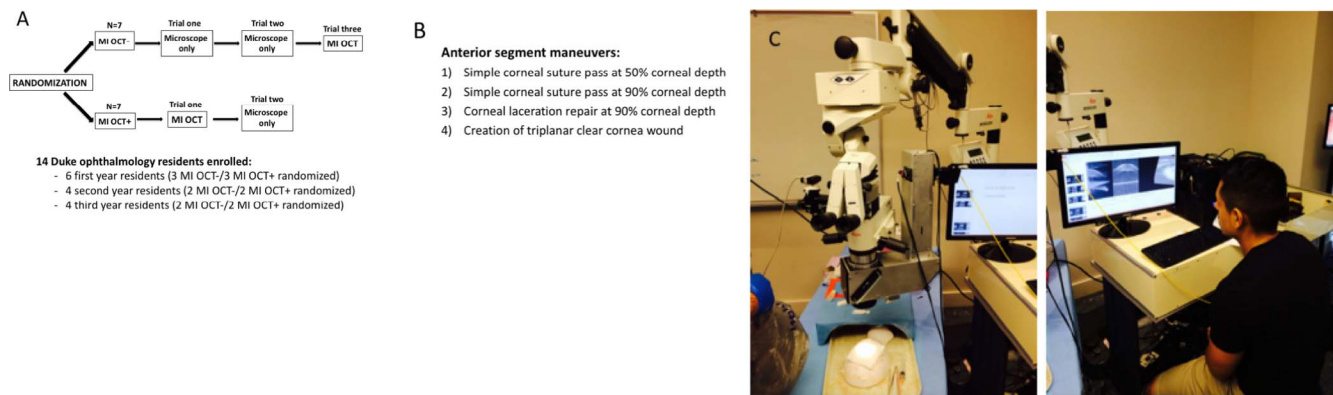 A
N=7
MI OCT-
Trial one
Microscope only
Trial two
Microscope only
Trial three
MI OCT
RANDOMIZATION
N=7
MI OCT+
Trial one
MI OCT
Trial two
Microscope only
14 Duke ophthalmology residents enrolled:
- 6 first year residents (3 MI OCT-/3 MI OCT+ randomized)
- 4 second year residents (2 MI OCT-/2 MI OCT+ randomized)
- 4 third year residents (2 MI OCT-/2 MI OCT+ randomized)
B
Anterior segment maneuvers:
1) Simple corneal suture pass at 50% corneal depth
2) Simple corneal suture pass at 90% corneal depth
3) Corneal laceration repair at 90% corneal depth
4) Creation of triplanar clear cornea wound
C